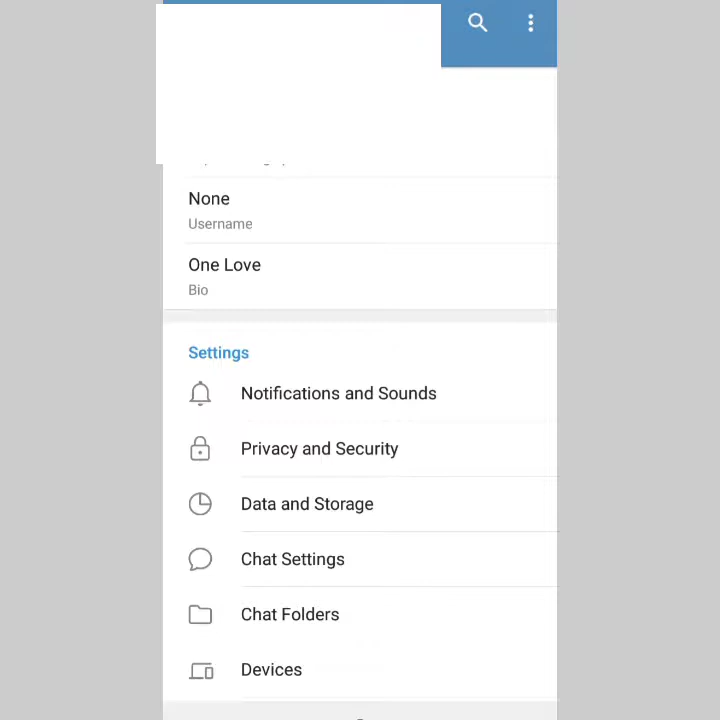 None
Username
One Love
Bio
Settings
Notifications and Sounds
Privacy and Security
Data and Storage
Chat Settings
Chat Folders
Devices